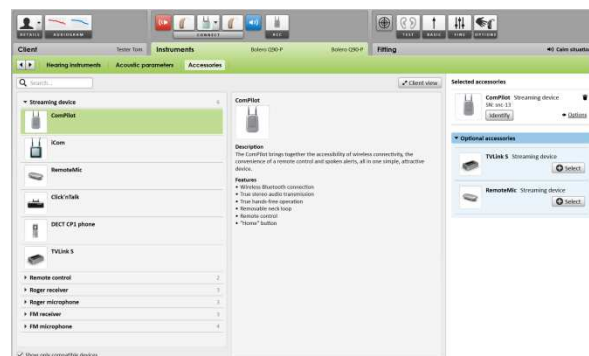 DETAILS AUDIOGRAM CONNECT REC TEST BASIC FINE OPTIONS
Client Tester Tom Instruments Bolero Q90-P Bolero Q90-P Fitting Calm situation
Hearing instruments Acoustic parameters Accessories
Search...
Client view
Streaming device 6
ComPilot
iCom
RemoteMic
Click'nTalk
DECT CP1 phone
TVLink S
Remote control 2
Roger receiver
Roger microphone
FM receiver
FM microphone 4
Show only compatible devices
ComPilot
Description
The ComPilot brings together the accessibility of wireless connectivity, the
convenience of a remote control and spoken alerts, all in one simple, attractive
device.
Features
• Wireless Bluetooth connection
• True stereo audio transmission
• True hands-free operation
• Removable neck loop
• Remote control
• "Home" button
Selected accessories
ComPilot Streaming device
Identify
Options
Optional accessories
TVLink S Streaming device
Select
RemoteMic Streaming device
Select